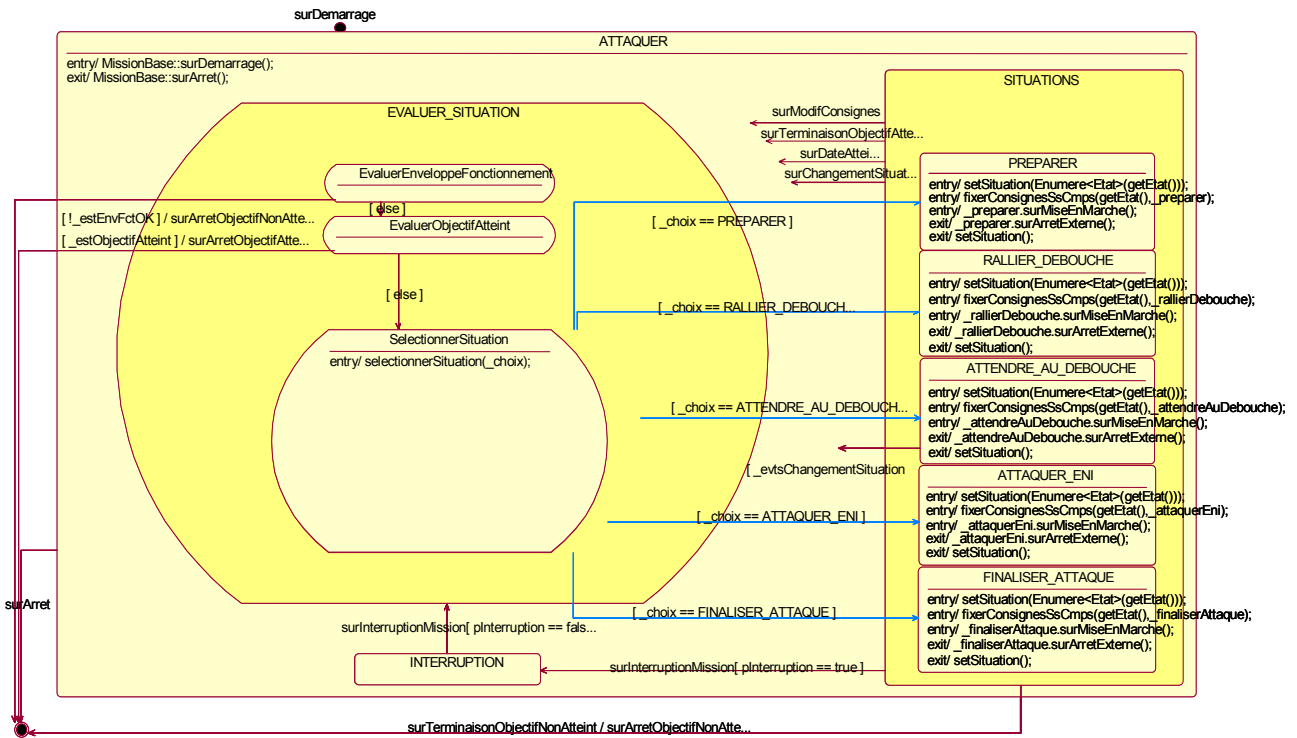 surDemarrage
ATTAQUER
entry/ MissionBase::surDemarrage();
exit/ MissionBase::surArret();
SITUATIONS
EVALUER_SITUATION
surModifConsignes
surTerminaisonObjectifAtte...
surDateAttei...
surChangementSituat...
EvaluerEnveloppeFonctionnement
[ else ]
[ !_estEnvFctOK ] / surArretObjectifNonAtte...
EvaluerObjectifAtteint
[ _estObjectifAtteint ] / surArretObjectifAtte...
[ else ]
SelectionnerSituation
entry/ selectionnerSituation(_choix);
[ _choix == PREPARER ]
[ _choix == RALLIER_DEBOUCH...
[ _choix == ATTENDRE_AU_DEBOUCH...
[ _evtsChangementSituation
[ _choix == ATTAQUER_ENI ]
[ _choix == FINALISER_ATTAQUE ]
PREPARER
entry/ setSituation(Enumere<Etat>(getEtat()));
entry/ fixerConsignesSsCmps(getEtat(),_preparer);
entry/ _preparer.surMiseEnMarche();
exit/ _preparer.surArretExterne();
exit/ setSituation();
RALLIER_DEBOUCHE
entry/ setSituation(Enumere<Etat>(getEtat()));
entry/ fixerConsignesSsCmps(getEtat(),_rallierDebouche);
entry/ _rallierDebouche.surMiseEnMarche();
exit/ _rallierDebouche.surArretExterne();
exit/ setSituation();
ATTENDRE_AU_DEBOUCHE
entry/ setSituation(Enumere<Etat>(getEtat()));
entry/ fixerConsignesSsCmps(getEtat(),_attendreAuDebouche);
entry/ _attendreAuDebouche.surMiseEnMarche();
exit/ _attendreAuDebouche.surArretExterne();
exit/ setSituation();
ATTAQUER_ENI
entry/ setSituation(Enumere<Etat>(getEtat()));
entry/ fixerConsignesSsCmps(getEtat(),_attaquerEni);
entry/ _attaquerEni.surMiseEnMarche();
exit/ _attaquerEni.surArretExterne();
exit/ setSituation();
FINALISER_ATTAQUE
entry/ setSituation(Enumere<Etat>(getEtat()));
entry/ fixerConsignesSsCmps(getEtat(),_finaliserAttaque);
entry/ _finaliserAttaque.surMiseEnMarche();
exit/ _finaliserAttaque.surArretExterne();
exit/ setSituation();
surArret
surInterruptionMission[ pInterruption == fals...
INTERRUPTION
surInterruptionMission[ pInterruption == true ]
surTerminaisonObjectifNonAtteint / surArretObjectifNonAtte...